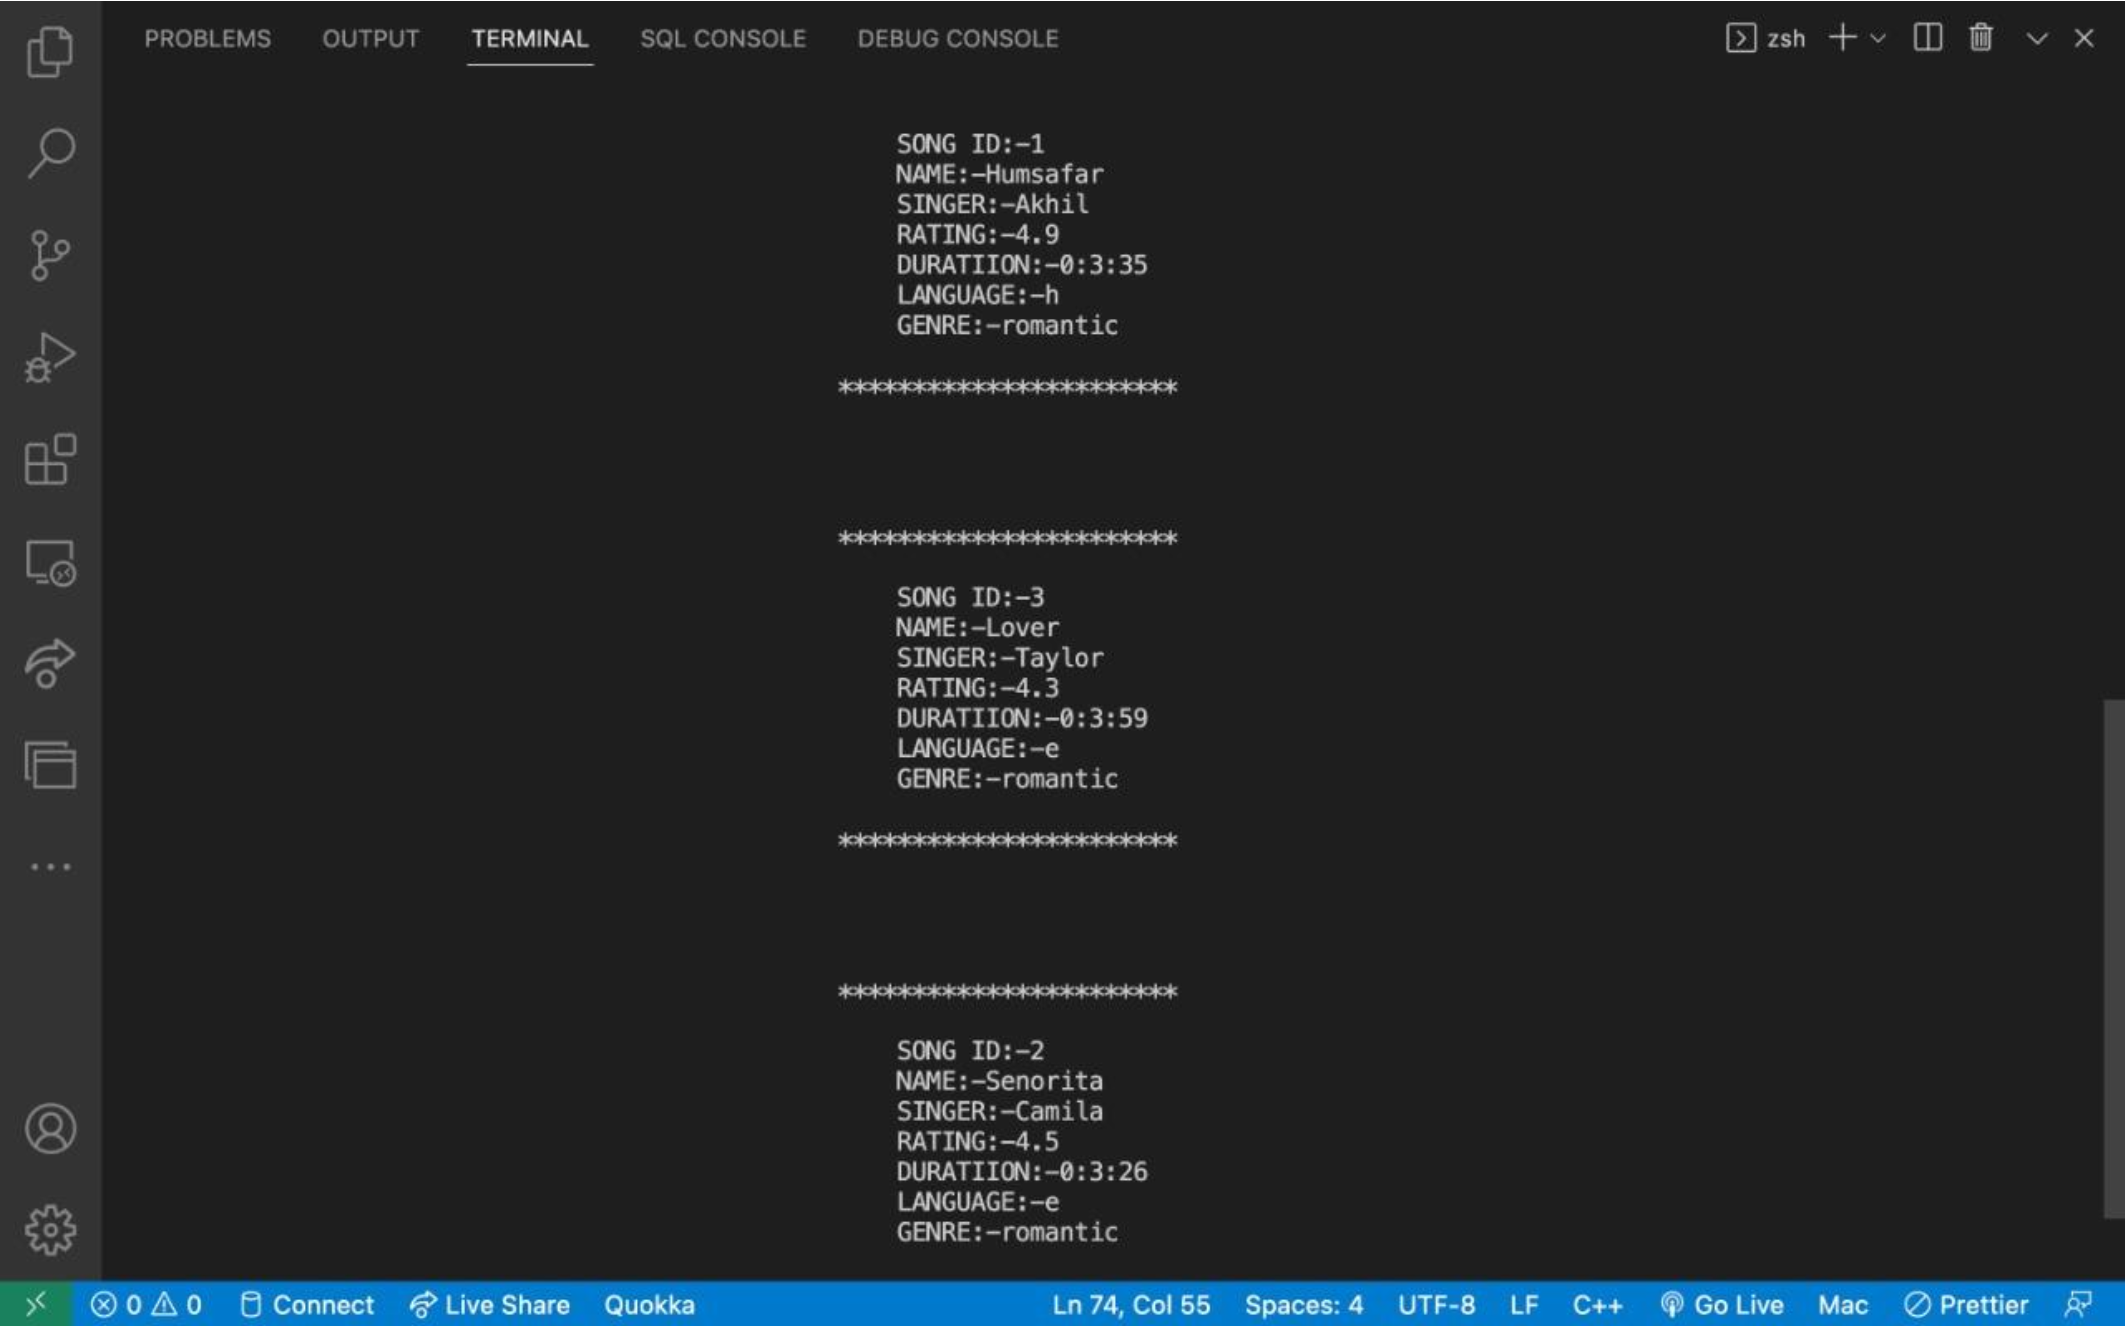 PROBLEMS OUTPUT TERMINAL SQL CONSOLE DEBUG CONSOLE zsh
SONG ID:-1
NAME:-Humsafar
SINGER:-Akhil
RATING:-4.9
DURATIION:-0:3:35
LANGUAGE:-h
GENRE:-romantic
***********************
***********************
SONG ID:-3
NAME:-Lover
SINGER:-Taylor
RATING:-4.3
DURATIION:-0:3:59
LANGUAGE:-e
GENRE:-romantic
***********************
***********************
SONG ID:-2
NAME:-Senorita
SINGER:-Camila
RATING:-4.5
DURATIION:-0:3:26
LANGUAGE:-e
GENRE:-romantic
0 0 Connect Live Share Quokka Ln 74, Col 55 Spaces: 4 UTF-8 LF C++ Go Live Mac Prettier